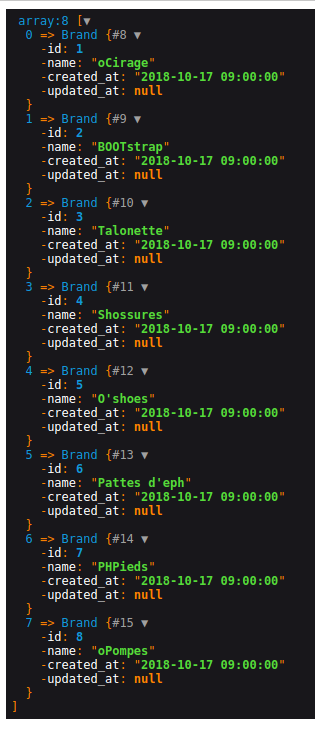 array:8 [▼
  0 => Brand {#8 ▼
    -id: 1
    -name: "oCirage"
    -created_at: "2018-10-17 09:00:00"
    -updated_at: null
  }
  1 => Brand {#9 ▼
    -id: 2
    -name: "BOOTstrap"
    -created_at: "2018-10-17 09:00:00"
    -updated_at: null
  }
  2 => Brand {#10 ▼
    -id: 3
    -name: "Talonette"
    -created_at: "2018-10-17 09:00:00"
    -updated_at: null
  }
  3 => Brand {#11 ▼
    -id: 4
    -name: "Shossures"
    -created_at: "2018-10-17 09:00:00"
    -updated_at: null
  }
  4 => Brand {#12 ▼
    -id: 5
    -name: "O'shoes"
    -created_at: "2018-10-17 09:00:00"
    -updated_at: null
  }
  5 => Brand {#13 ▼
    -id: 6
    -name: "Pattes d'eph"
    -created_at: "2018-10-17 09:00:00"
    -updated_at: null
  }
  6 => Brand {#14 ▼
    -id: 7
    -name: "PHPieds"
    -created_at: "2018-10-17 09:00:00"
    -updated_at: null
  }
  7 => Brand {#15 ▼
    -id: 8
    -name: "oPompes"
    -created_at: "2018-10-17 09:00:00"
    -updated_at: null
  }
]